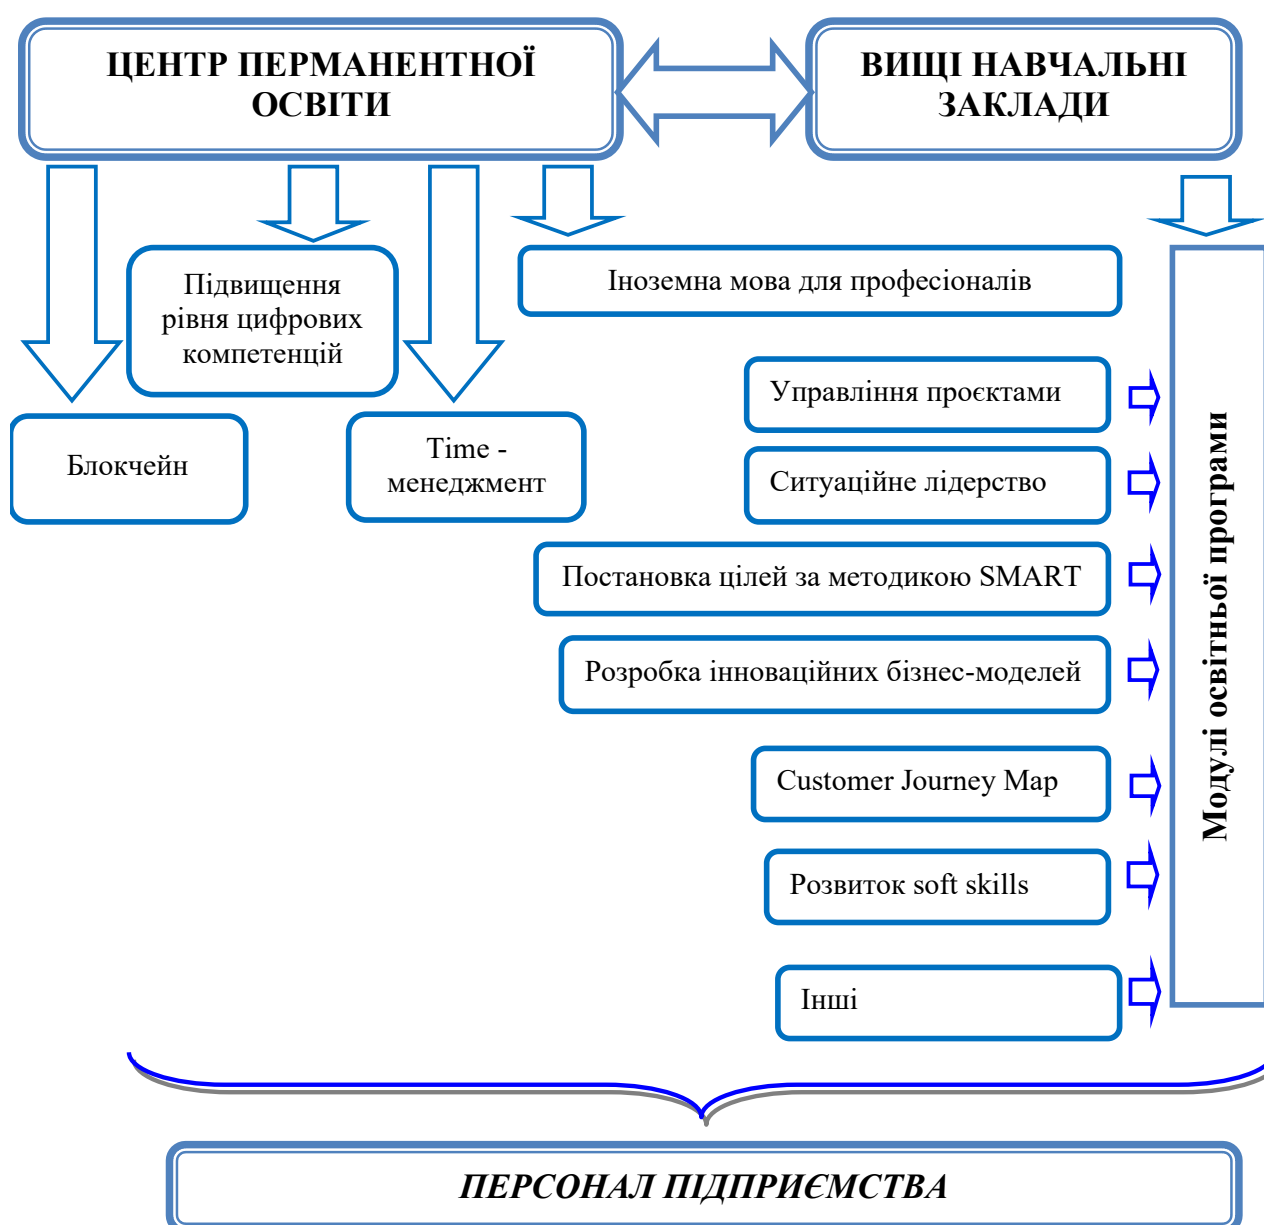 ЦЕНТР ПЕРМАНЕНТНОЇ
ОСВІТИ
ВИЩІ НАВЧАЛЬНІ
ЗАКЛАДИ
Підвищення
рівня цифрових
компетенцій
Іноземна мова для професіоналів
Блокчейн
Time -
менеджмент
Управління проєктами
Ситуаційне лідерство
Постановка цілей за методикою SMART
Розробка інноваційних бізнес-моделей
Customer Journey Map
Розвиток soft skills
Інші
Модулі освітньої програми
ПЕРСОНАЛ ПІДПРИЄМСТВА